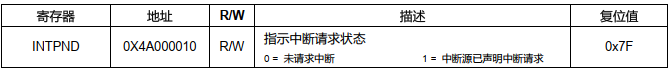 寄存器 地址 R/W 描述 复位值
INTPND 0X4A000010 R/W 指示中断请求状态 0x7F
0 = 未请求中断 1 = 中断源已声明中断请求